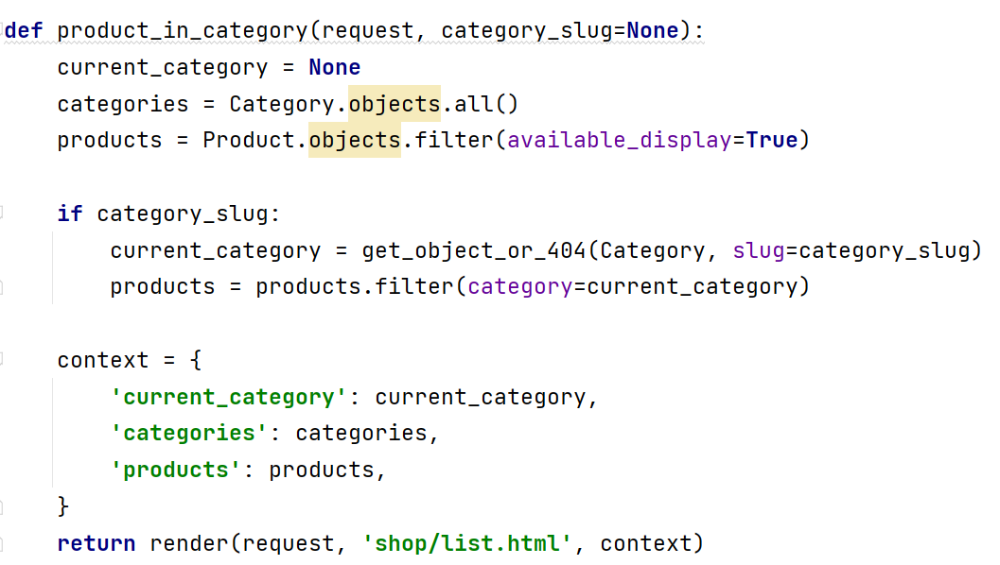 def product_in_category(request, category_slug=None):
    current_category = None
    categories = Category.objects.all()
    products = Product.objects.filter(available_display=True)

    if category_slug:
        current_category = get_object_or_404(Category, slug=category_slug)
        products = products.filter(category=current_category)

    context = {
        'current_category': current_category,
        'categories': categories,
        'products': products,
    }
    return render(request, 'shop/list.html', context)